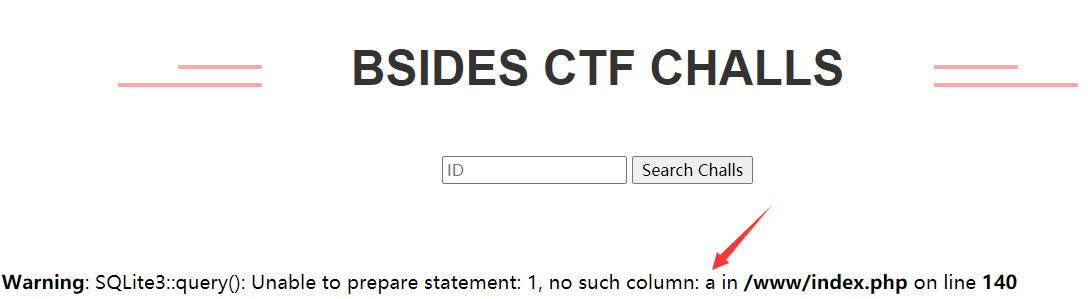 BSIDES CTF CHALLS
ID Search Challs
Warning: SQLite3::query(): Unable to prepare statement: 1, no such column: a in /www/index.php on line 140